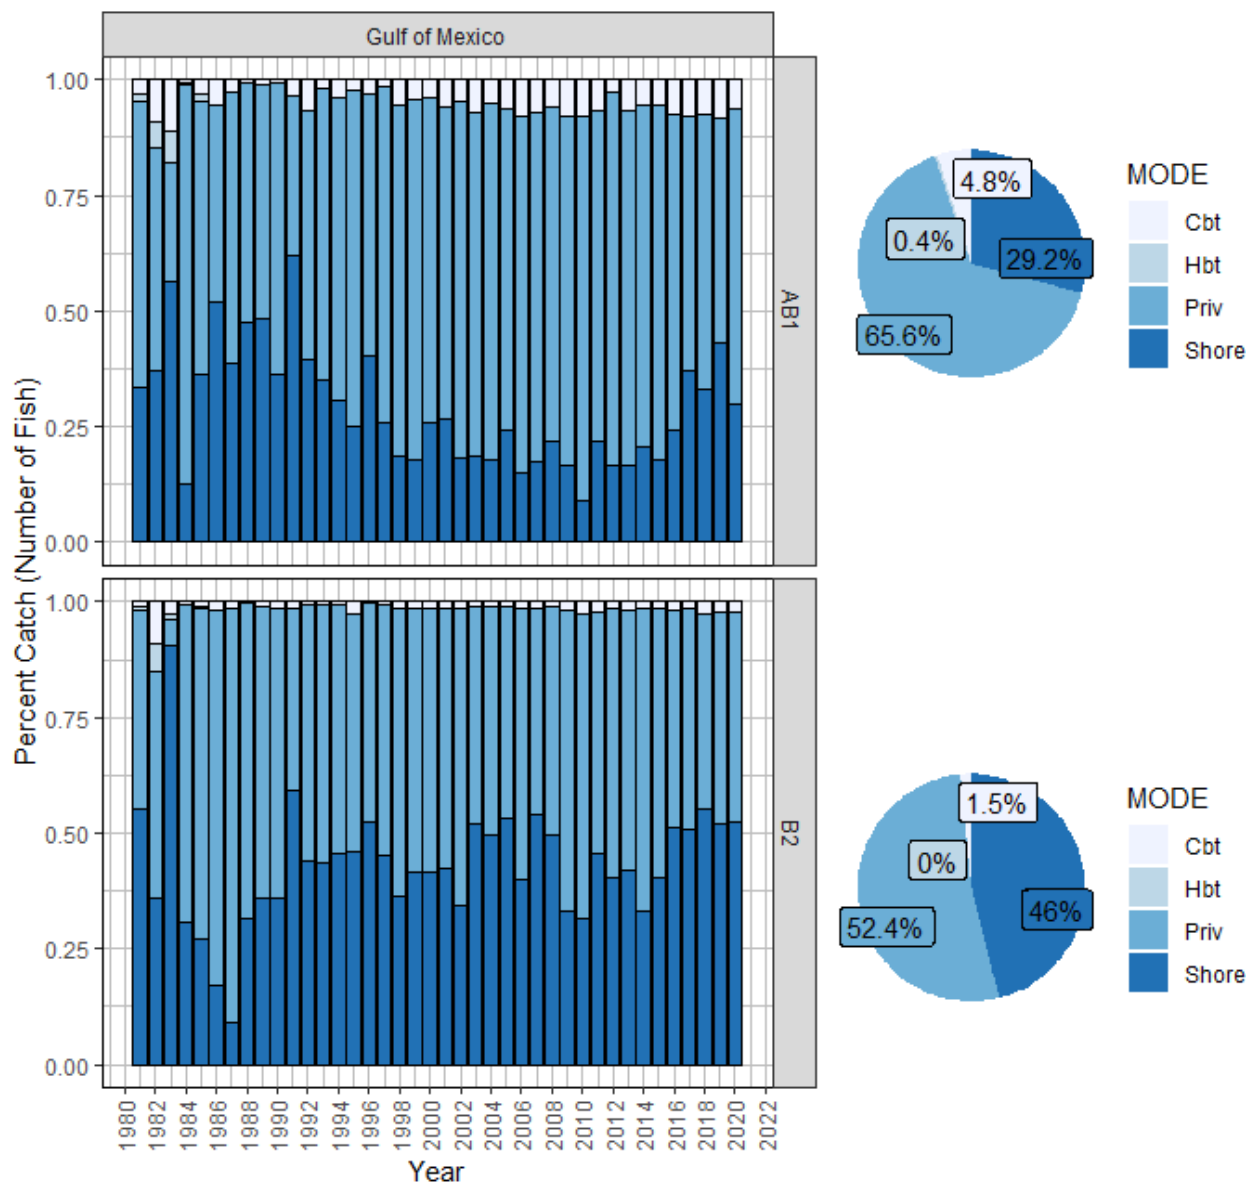 Gulf of Mexico
Percent Catch (Number of Fish)
1.00
0.75
0.50
0.25
0.00
AB1
4.8%
0.4%
29.2%
65.6%
MODE
Cbt
Hbt
Priv
Shore
1.00
0.75
0.50
0.25
0.00
B2
1.5%
0%
46%
52.4%
MODE
Cbt
Hbt
Priv
Shore
1980
1982
1984
1986
1988
1990
1992
1994
1996
1998
2000
2002
2004
2006
2008
2010
2012
2014
2016
2018
2020
2022
Year